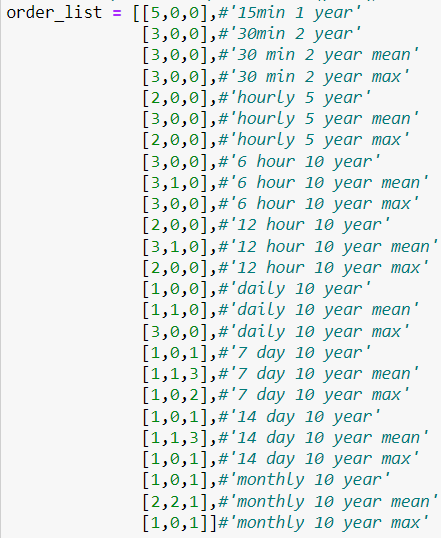 order_list = [[5,0,0],#'15min 1 year'
[3,0,0],#'30min 2 year'
[3,0,0],#'30 min 2 year mean'
[3,0,0],#'30 min 2 year max'
[2,0,0],#'hourly 5 year'
[3,0,0],#'hourly 5 year mean'
[2,0,0],#'hourly 5 year max'
[3,0,0],#'6 hour 10 year'
[3,1,0],#'6 hour 10 year mean'
[3,0,0],#'6 hour 10 year max'
[2,0,0],#'12 hour 10 year'
[3,1,0],#'12 hour 10 year mean'
[2,0,0],#'12 hour 10 year max'
[1,0,0],#'daily 10 year'
[1,1,0],#'daily 10 year mean'
[3,0,0],#'daily 10 year max'
[1,0,1],#'7 day 10 year'
[1,1,3],#'7 day 10 year mean'
[1,0,2],#'7 day 10 year max'
[1,0,1],#'14 day 10 year'
[1,1,3],#'14 day 10 year mean'
[1,0,1],#'14 day 10 year max'
[1,0,1],#'monthly 10 year'
[2,2,1],#'monthly 10 year mean'
[1,0,1]]#'monthly 10 year max'